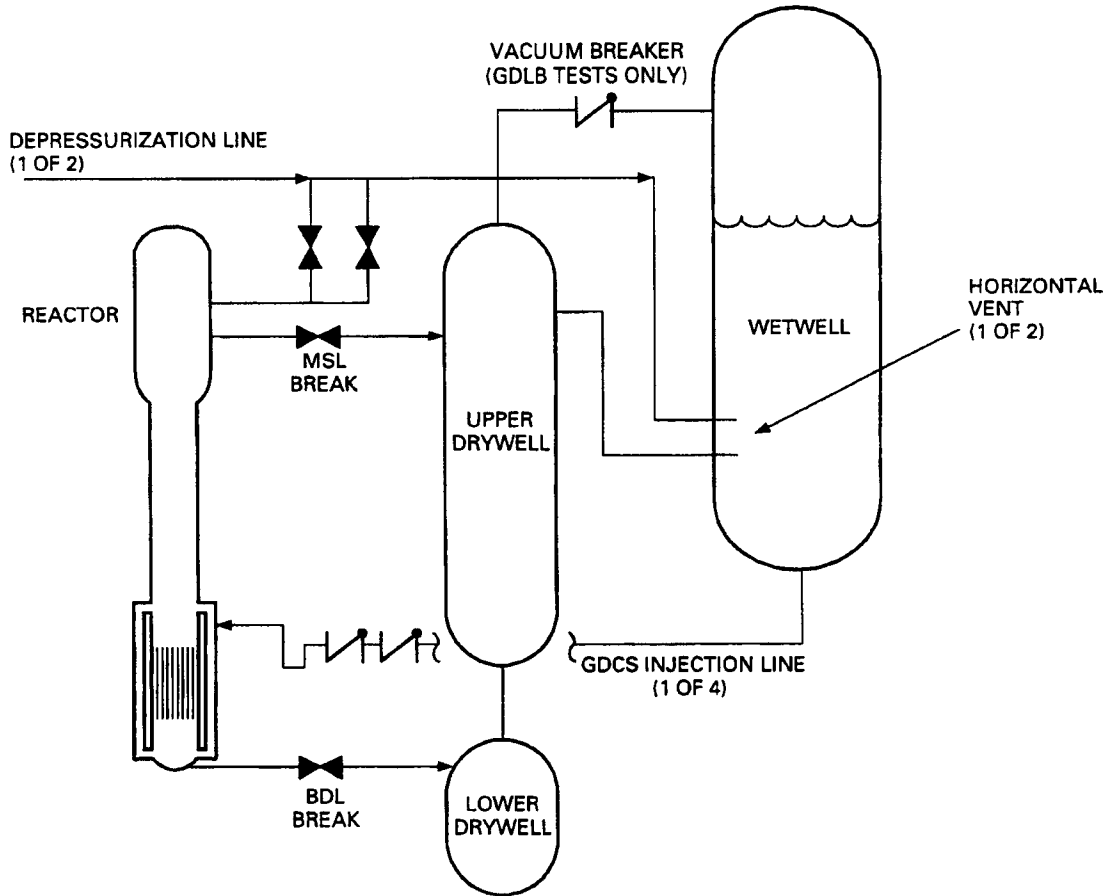 VACUUM BREAKER
(GDLB TESTS ONLY)
DEPRESSURIZATION LINE
(1 OF 2)
REACTOR
MSL
BREAK
UPPER
DRYWELL
WETWELL
HORIZONTAL
VENT
(1 OF 2)
GDCS INJECTION LINE
(1 OF 4)
BDL
BREAK
LOWER
DRYWELL